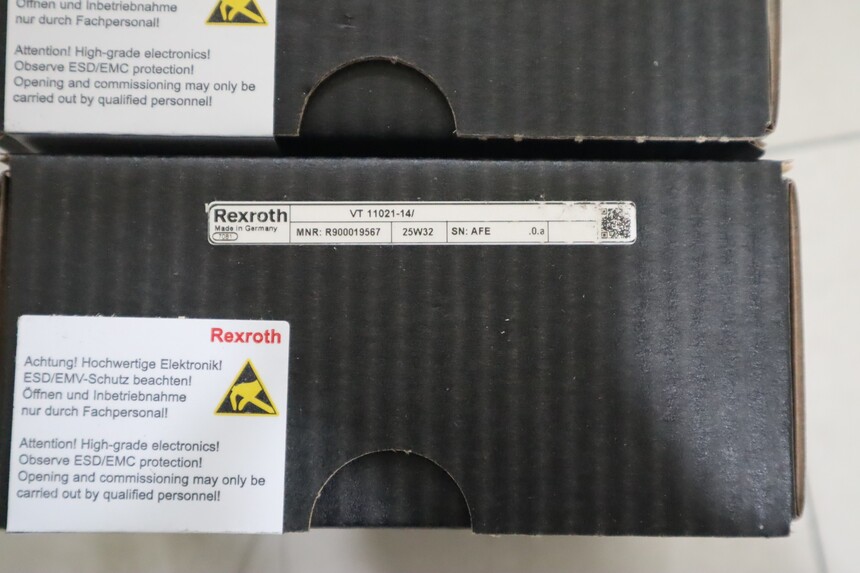 Öffnen und Inbetriebnahme
nur durch Fachpersonal!
Attention! High-grade electronics!
Observe ESD/EMC protection!
Opening and commissioning may only be
carried out by qualified personnel!
Rexroth
VT 11021-14/
Made in Germany
MNR: R900019567
25W32
SN: AFE
.0.a
Rexroth
Achtung! Hochwertige Elektronik!
ESD/EMV-Schutz beachten!
Öffnen und Inbetriebnahme
nur durch Fachpersonal!
Attention! High-grade electronics!
Observe ESD/EMC protection!
Opening and commissioning may only be
carried out by qualified personnel!